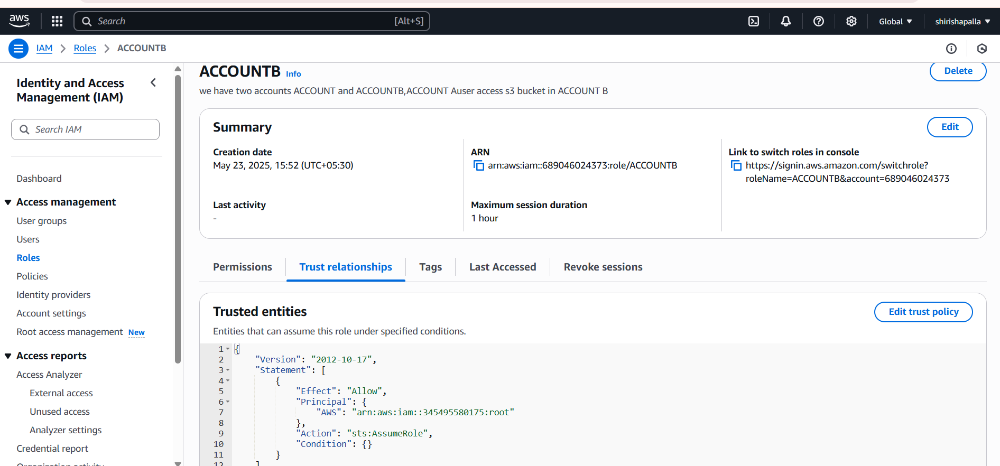 aws
Search
[Alt+S]
Global
shirishapalla
IAM
Roles
ACCOUNTB
Identity and Access
Management (IAM)
Search IAM
Dashboard
Access management
User groups
Users
Roles
Policies
Identity providers
Account settings
Root access management New
Access reports
Access Analyzer
External access
Unused access
Analyzer settings
Credential report
Organization activity
ACCOUNTB Info
Delete
we have two accounts ACCOUNT and ACCOUNTB,ACCOUNT Auser access s3 bucket in ACCOUNT B
Summary
Edit
Creation date
May 23, 2025, 15:52 (UTC+05:30)
ARN
arn:aws:iam::689046024373:role/ACCOUNTB
Link to switch roles in console
https://signin.aws.amazon.com/switchrole?
roleName=ACCOUNTB&account=689046024373
Last activity
-
Maximum session duration
1 hour
Permissions
Trust relationships
Tags
Last Accessed
Revoke sessions
Trusted entities
Edit trust policy
Entities that can assume this role under specified conditions.
1 {
2 "Version": "2012-10-17",
3 "Statement": [
4 {
5 "Effect": "Allow",
6 "Principal": {
7 "AWS": "arn:aws:iam::345495580175:root"
8 },
9 "Action": "sts:AssumeRole",
10 "Condition": {}
11 }
12 ]